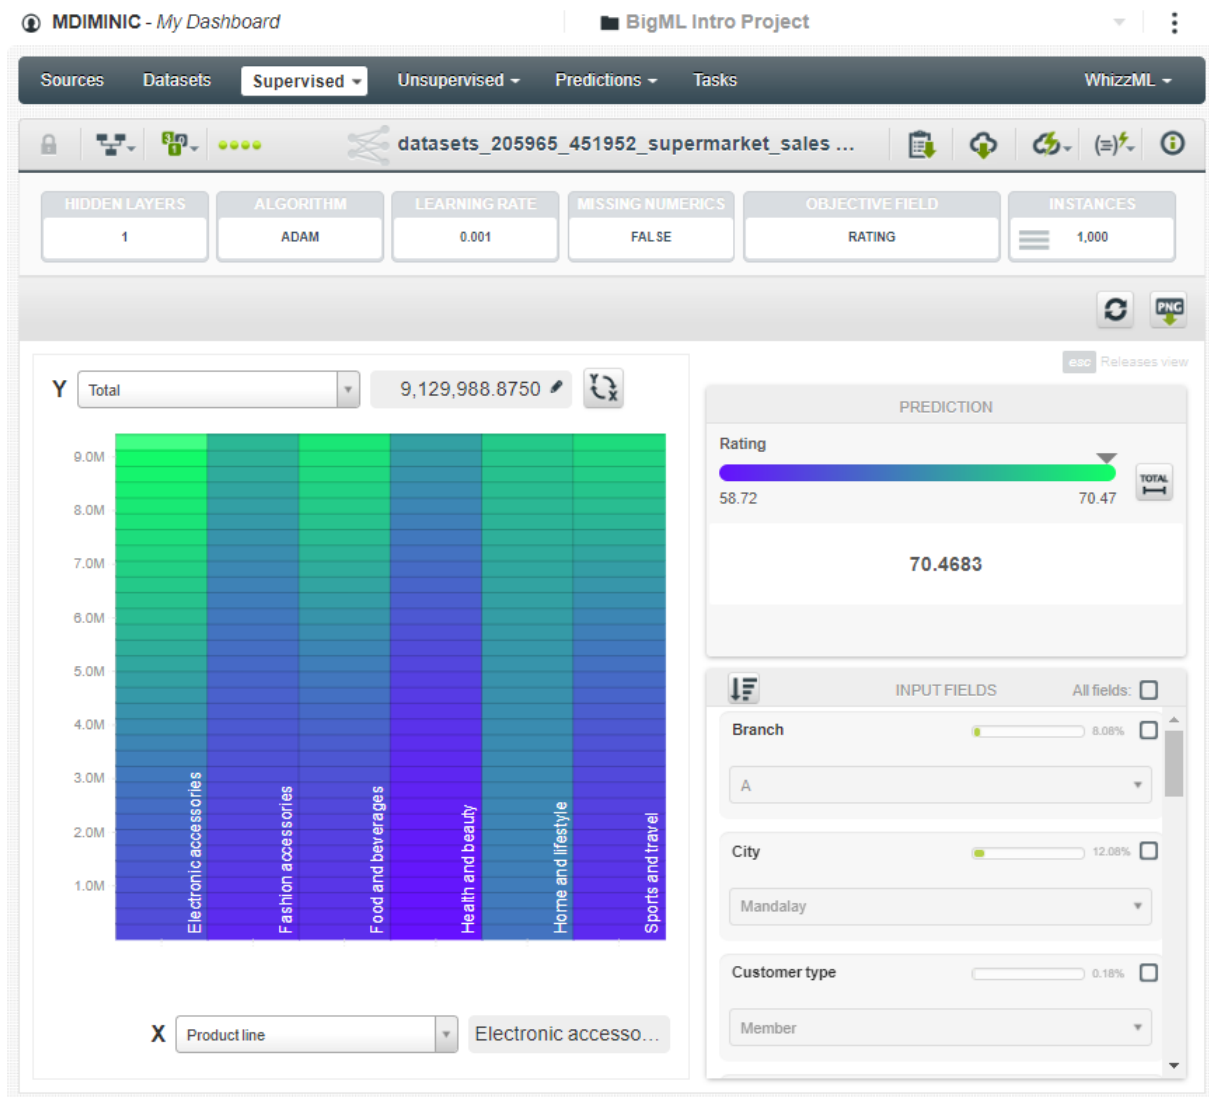 MDIMINIC - My Dashboard
BigML Intro Project
Sources Datasets Supervised Unsupervised Predictions Tasks WhizzML
datasets_205965_451952_supermarket_sales ...
HIDDEN LAYERS ALGORITHM LEARNING RATE MISSING NUMERICS OBJECTIVE FIELD INSTANCES
1 ADAM 0.001 FALSE RATING 1,000
PNG
esc Releases view
Y Total 9,129,988.8750 Y X
9.0M
8.0M
7.0M
6.0M
5.0M
4.0M
3.0M
2.0M
1.0M
Electronic accessories
Fashion accessories
Food and beverages
Health and beauty
Home and lifestyle
Sports and travel
X Product line Electronic accesso...
PREDICTION
Rating
TOTAL
58.72 70.47
70.4683
INPUT FIELDS All fields:
Branch 8.08%
A
City 12.08%
Mandalay
Customer type 0.18%
Member